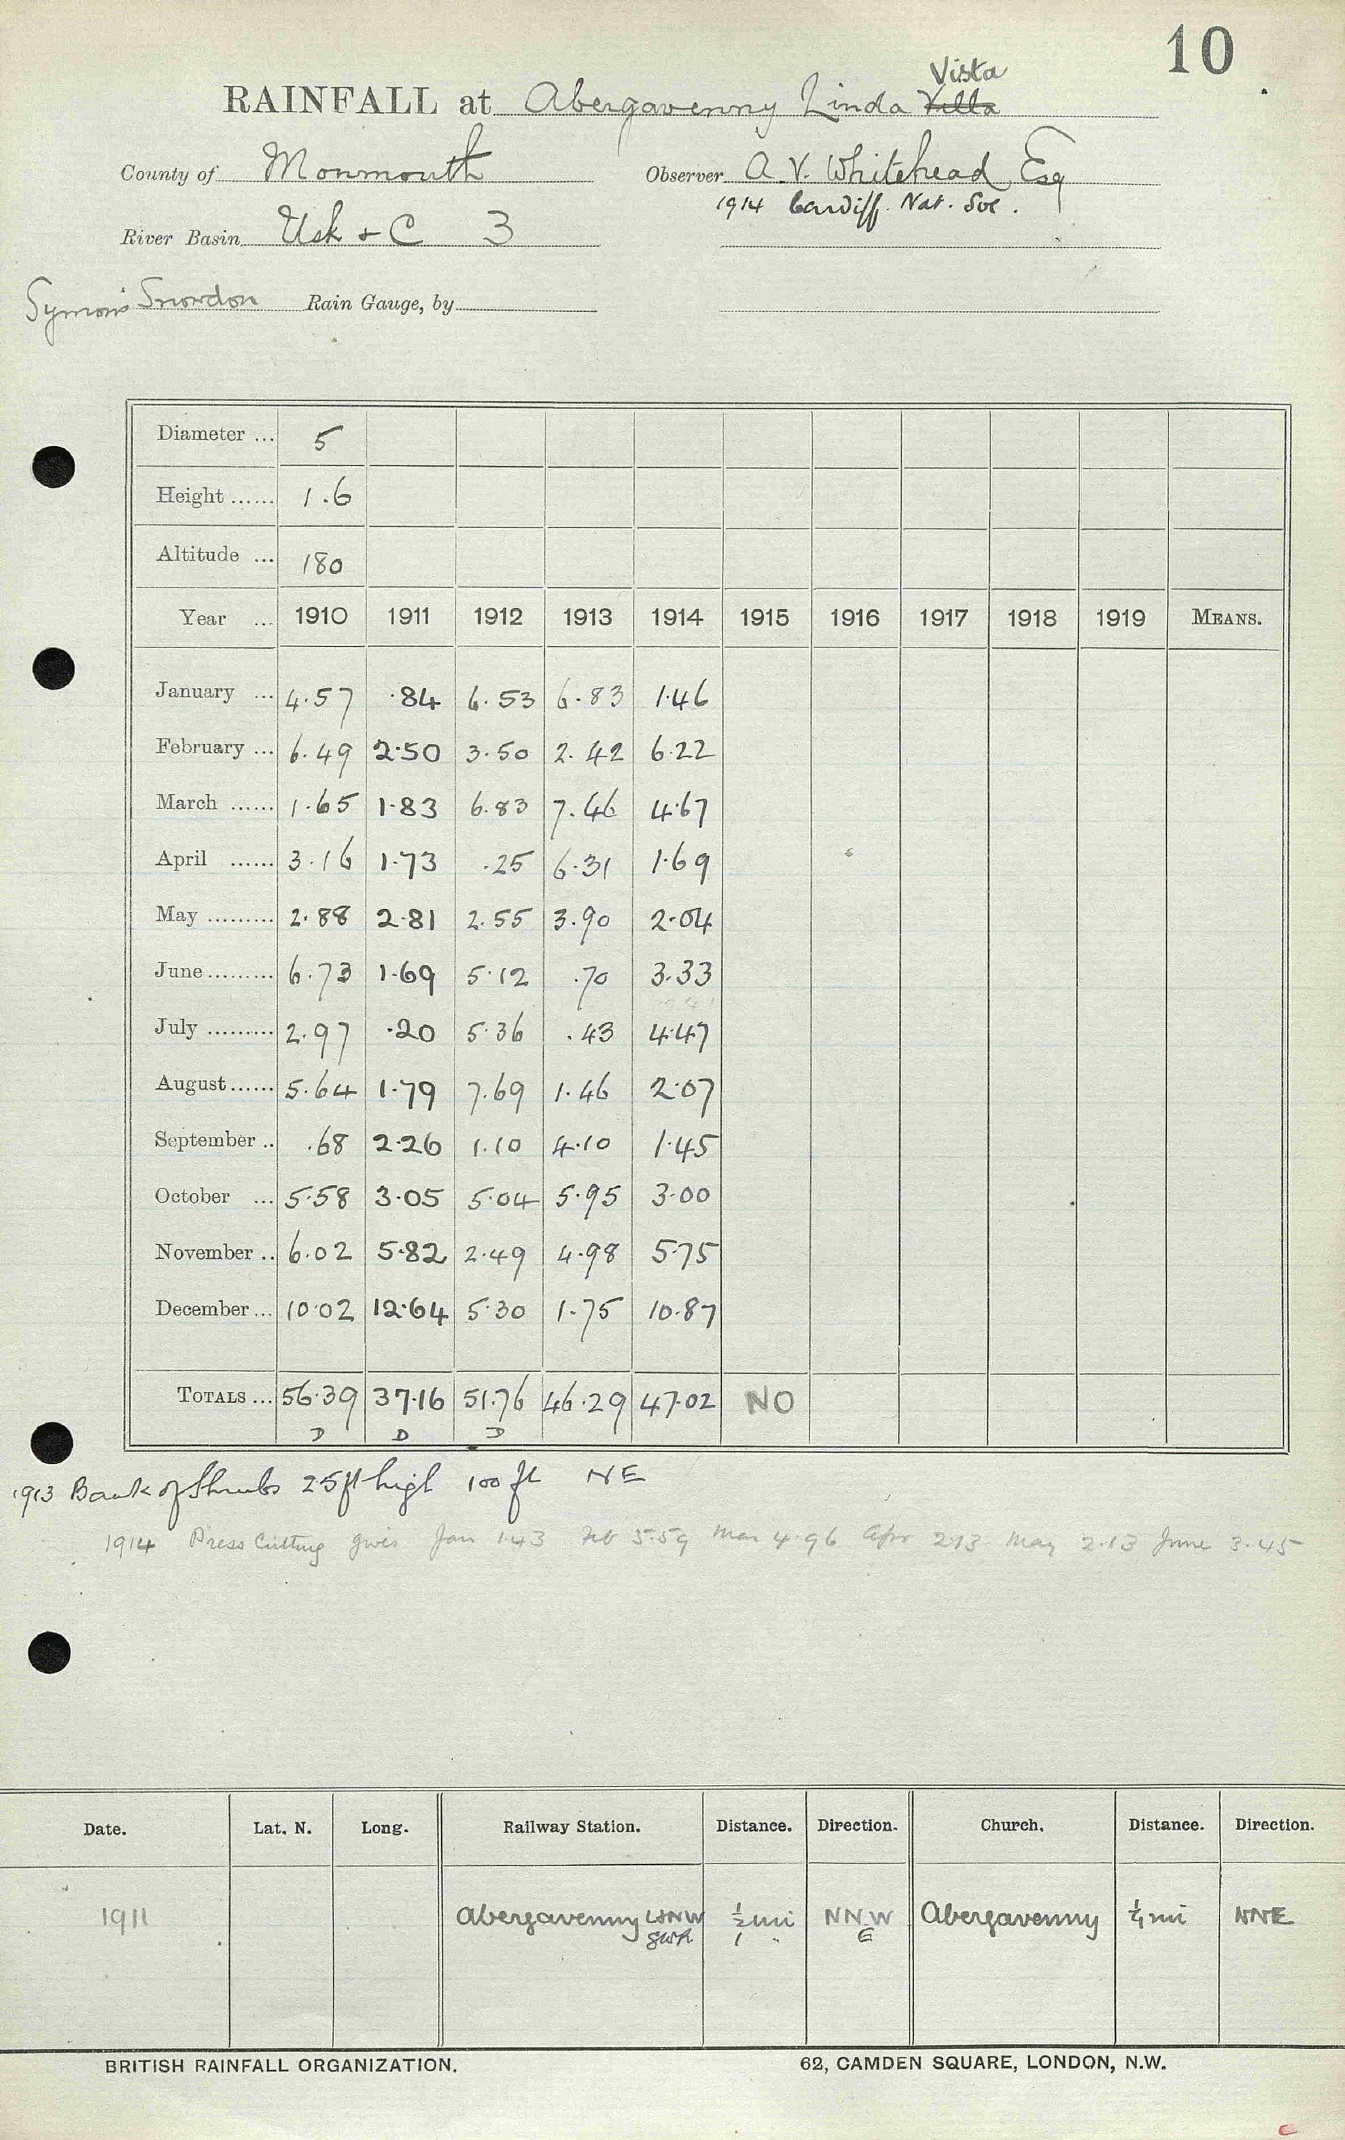 10
Vista
RAINFALL at Abergavenny Linda Villa
County of Monmouth Observer A. V. Whitehead Esq
1914 Cardiff. Nat. Soc.
River Basin Usk & C 3
Symons Snowdon Rain Gauge, by
Diameter ... 5
Height ...... 1.6
Altitude ... 180
Year ... 1910 1911 1912 1913 1914 1915 1916 1917 1918 1919 MEANS.
January ... 4.57 .84 6.53 6.83 1.46
February ... 6.49 2.50 3.50 2.42 6.22
March ...... 1.65 1.83 6.83 7.46 4.67
April ...... 3.16 1.73 .25 6.31 1.69
May ......... 2.88 2.81 2.55 3.90 2.04
June ......... 6.73 1.69 5.12 .70 3.33
July ......... 2.97 .20 5.36 .43 4.47
August ...... 5.64 1.79 7.69 1.46 2.07
September .. .68 2.26 1.10 4.10 1.45
October ... 5.58 3.05 5.04 5.95 3.00
November .. 6.02 5.82 2.49 4.98 5.75
December ... 10.02 12.64 5.30 1.75 10.87
TOTALS ... 56.39 37.16 51.76 46.29 47.02 NO
D D D
1913 Bank of Shrubs 25ft high 100 ft NE
1914 Press Cutting gives Jan 1.43 Feb 5.59 Mar 4.96 Apr 2.13 May 2.13 June 3.45
Date. Lat. N. Long. Railway Station. Distance. Direction. Church. Distance. Direction.
1911 Abergavenny L&NW ½ mi NNW Abergavenny ¼ mi NNE
GWR 1 " E
BRITISH RAINFALL ORGANIZATION. 62, CAMDEN SQUARE, LONDON, N.W.